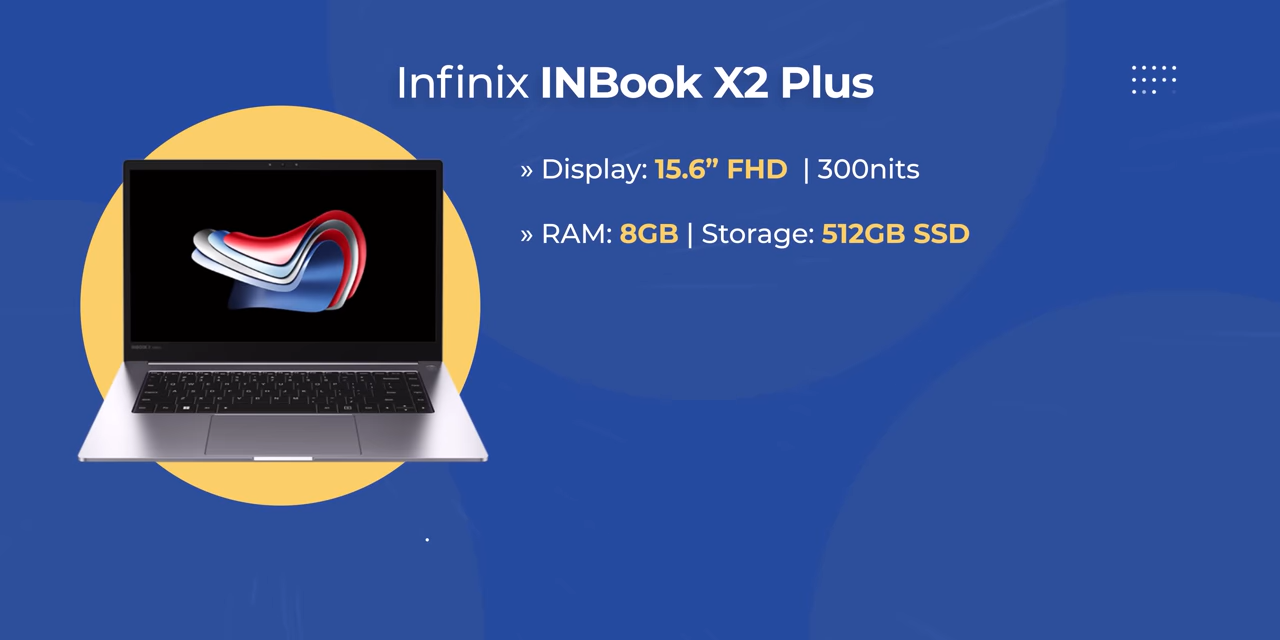 Infinix INBook X2 Plus
» Display: 15.6” FHD | 300nits
» RAM: 8GB | Storage: 512GB SSD